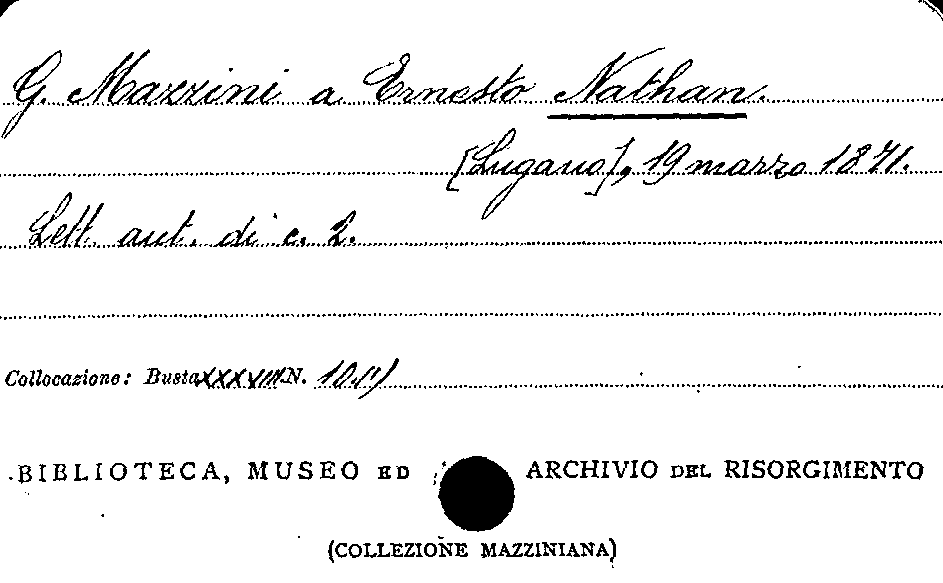 G. Mazzini a Ernesto Nathan.
[Lugano], 19 marzo 1871.
Lett. aut. di c. 2.
Collocazione: Busta XXXVIII N. 10
BIBLIOTECA, MUSEO ED ARCHIVIO DEL RISORGIMENTO
(COLLEZIONE MAZZINIANA)